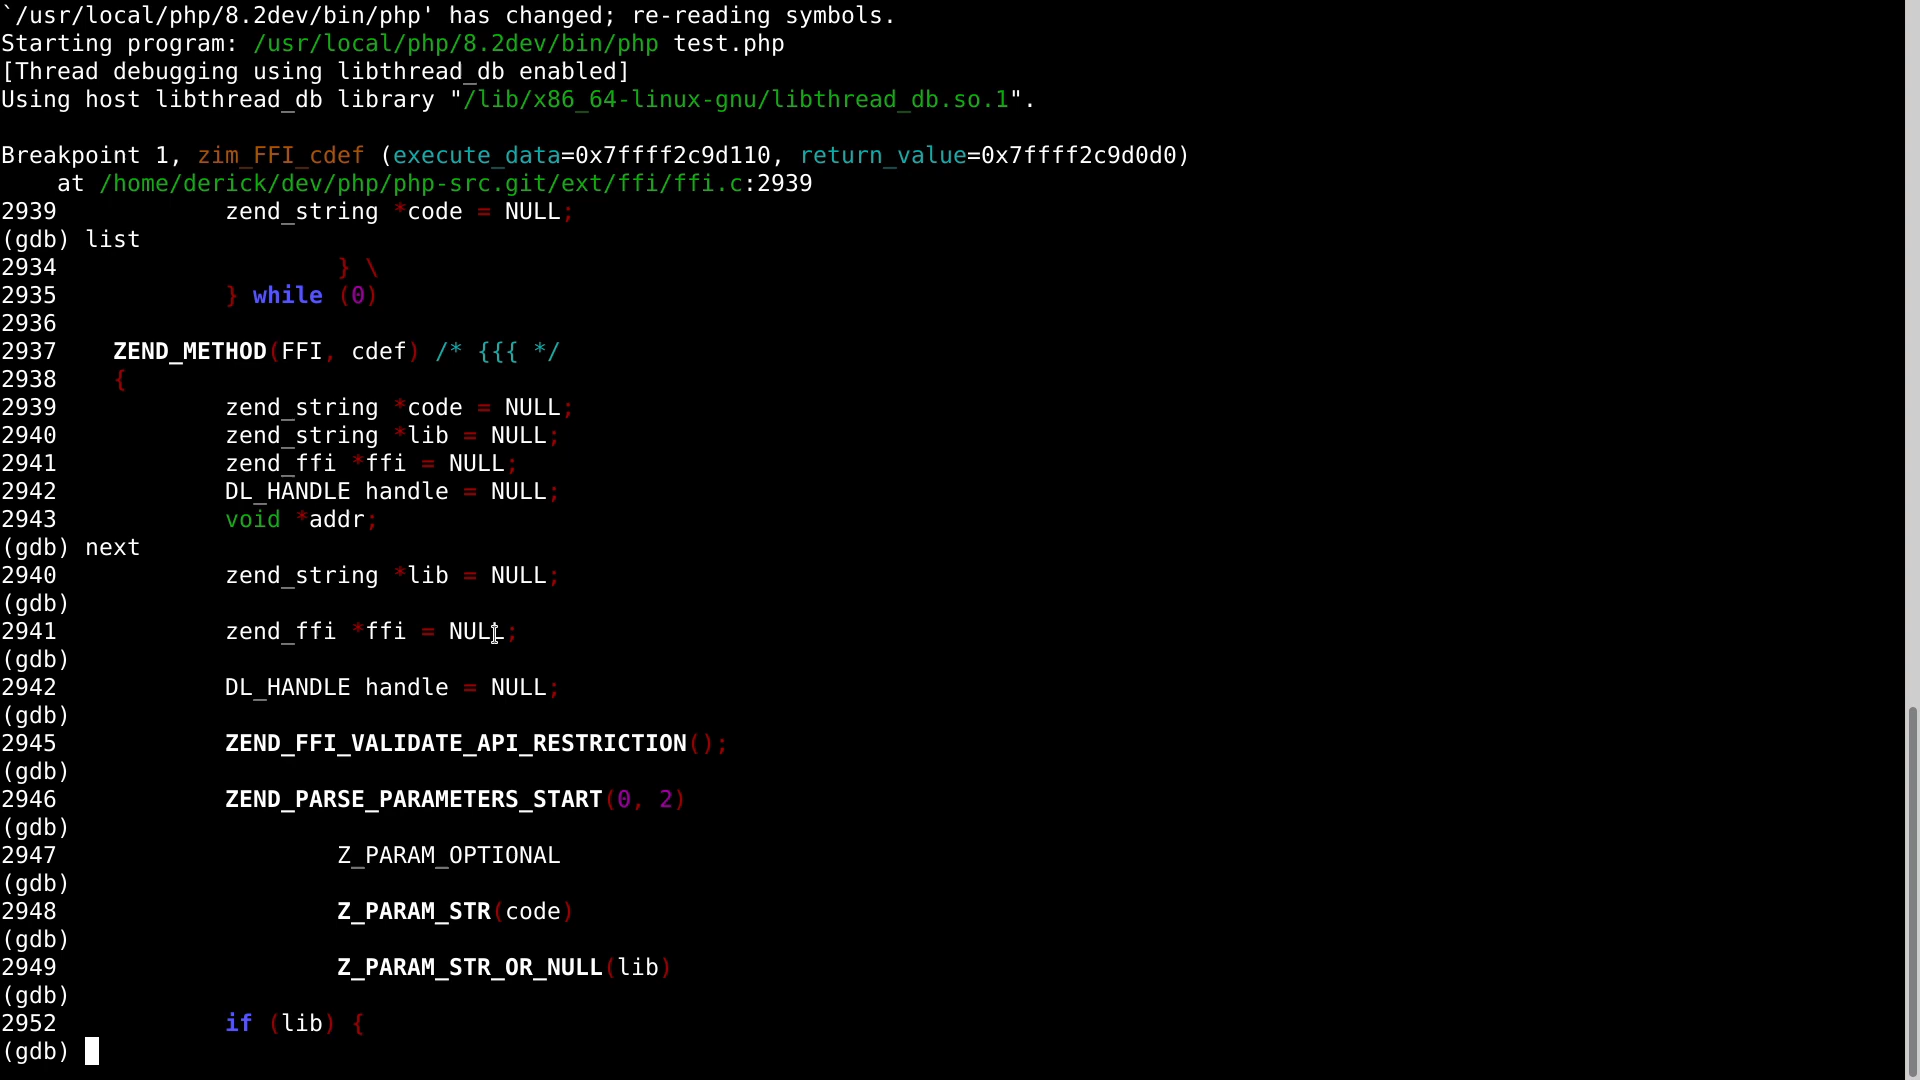 `/usr/local/php/8.2dev/bin/php' has changed; re-reading symbols.
Starting program: /usr/local/php/8.2dev/bin/php test.php
[Thread debugging using libthread_db enabled]
Using host libthread_db library "/lib/x86_64-linux-gnu/libthread_db.so.1".

Breakpoint 1, zim_FFI_cdef (execute_data=0x7ffff2c9d110, return_value=0x7ffff2c9d0d0)
    at /home/derick/dev/php/php-src.git/ext/ffi/ffi.c:2939
2939            zend_string *code = NULL;
(gdb) list
2934                    } \
2935            } while (0)
2936
2937    ZEND_METHOD(FFI, cdef) /* {{{ */
2938    {
2939            zend_string *code = NULL;
2940            zend_string *lib = NULL;
2941            zend_ffi *ffi = NULL;
2942            DL_HANDLE handle = NULL;
2943            void *addr;
(gdb) next
2940            zend_string *lib = NULL;
(gdb)
2941            zend_ffi *ffi = NULL;
(gdb)
2942            DL_HANDLE handle = NULL;
(gdb)
2945            ZEND_FFI_VALIDATE_API_RESTRICTION();
(gdb)
2946            ZEND_PARSE_PARAMETERS_START(0, 2)
(gdb)
2947                    Z_PARAM_OPTIONAL
(gdb)
2948                    Z_PARAM_STR(code)
(gdb)
2949                    Z_PARAM_STR_OR_NULL(lib)
(gdb)
2952            if (lib) {
(gdb)